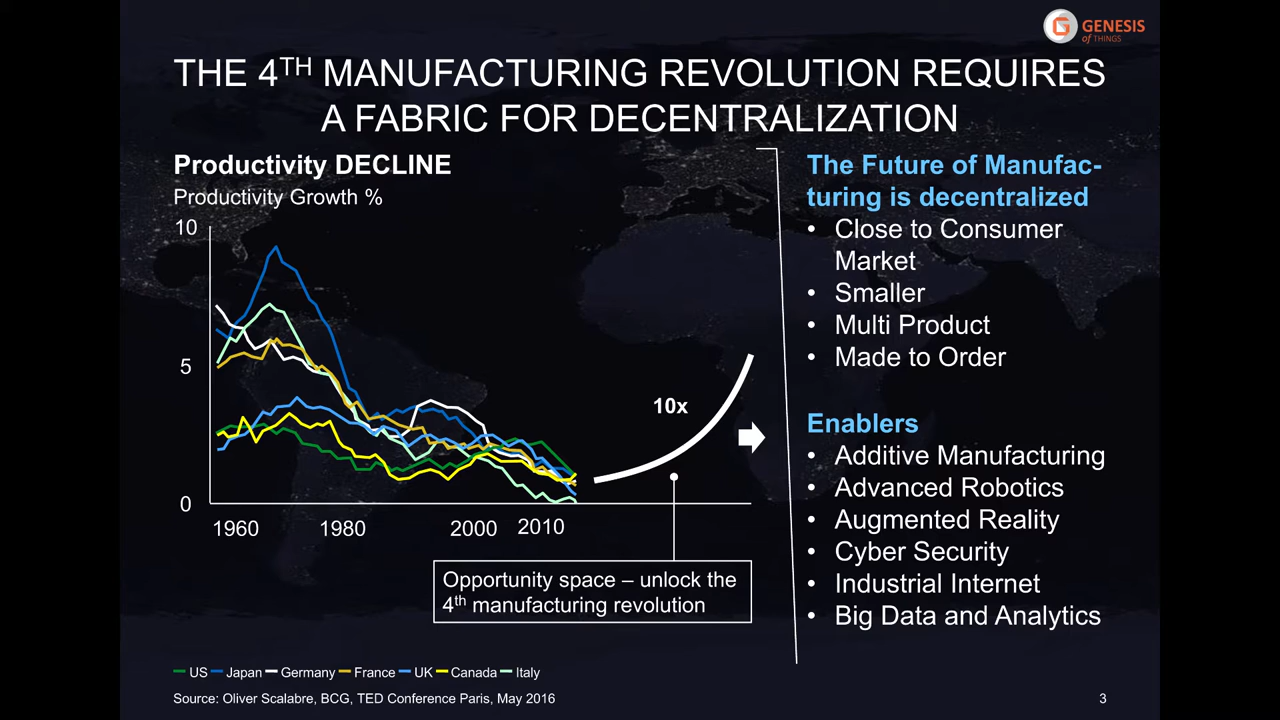 GENESIS
of THINGS
THE 4TH MANUFACTURING REVOLUTION REQUIRES
A FABRIC FOR DECENTRALIZATION
Productivity DECLINE
Productivity Growth %
10
5
0
1960
1980
2000
2010
10x
Opportunity space – unlock the
4th manufacturing revolution
The Future of Manufac-
turing is decentralized
• Close to Consumer
Market
• Smaller
• Multi Product
• Made to Order
Enablers
• Additive Manufacturing
• Advanced Robotics
• Augmented Reality
• Cyber Security
• Industrial Internet
• Big Data and Analytics
US Japan Germany France UK Canada Italy
Source: Oliver Scalabre, BCG, TED Conference Paris, May 2016
3